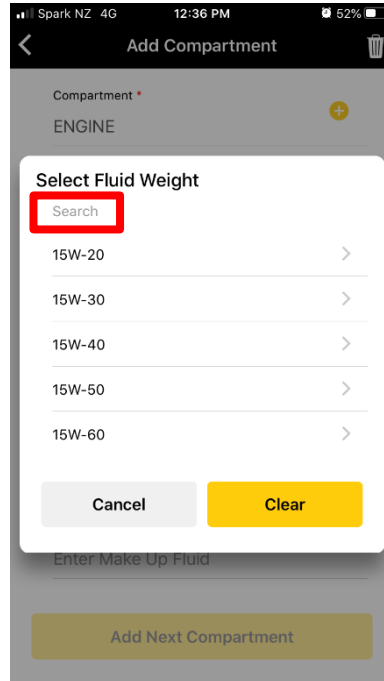 Spark NZ 4G 12:36 PM 52%
Add Compartment
Compartment *
ENGINE
Select Fluid Weight
Search
15W-20
15W-30
15W-40
15W-50
15W-60
Cancel Clear
Enter Make Up Fluid
Add Next Compartment